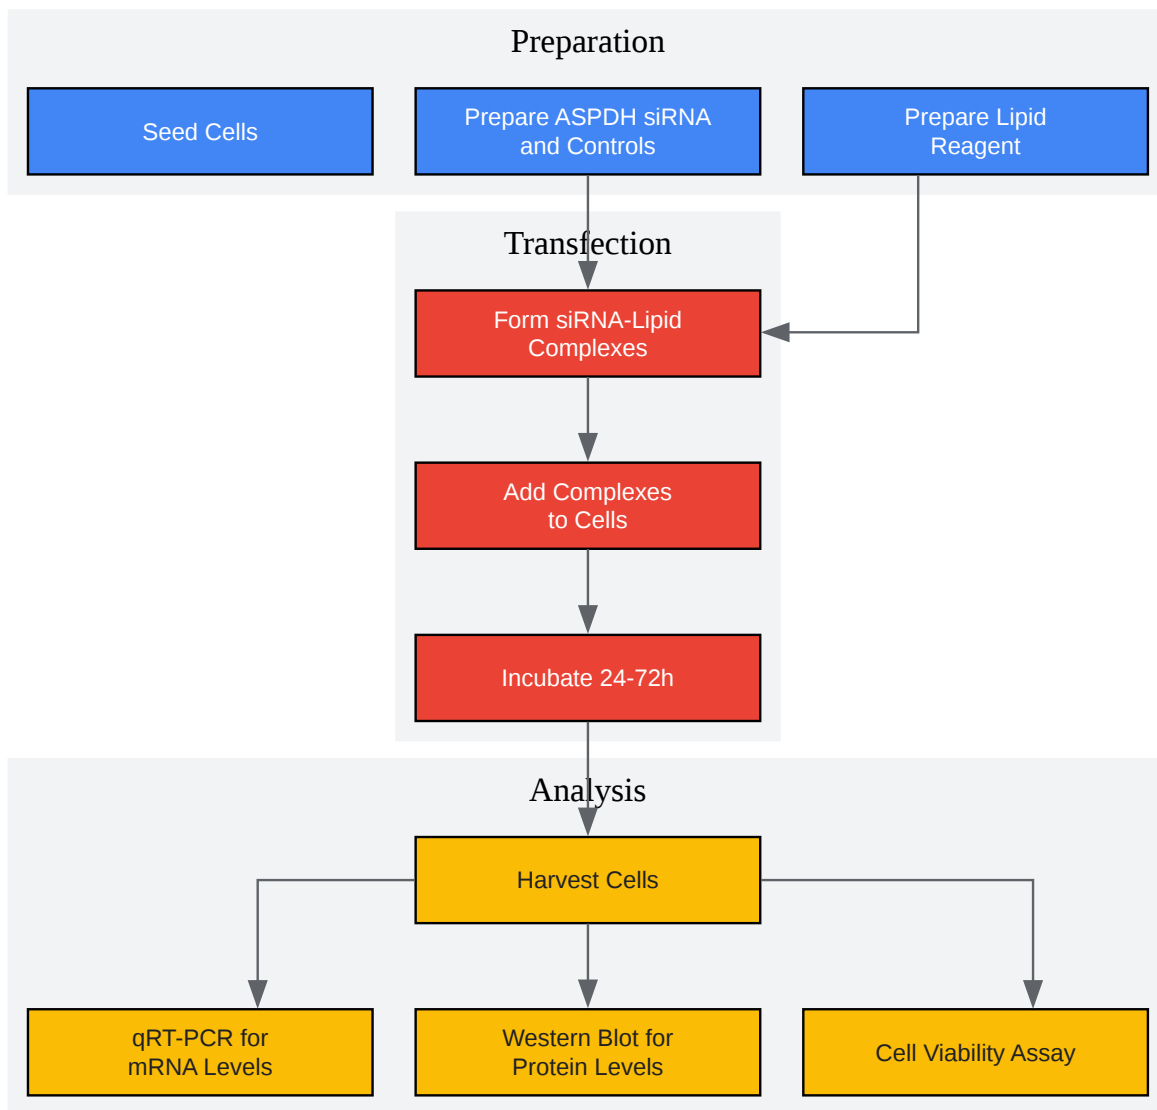 Preparation
Seed Cells
Prepare ASPDH siRNA
and Controls
Prepare Lipid
Reagent
Transfection
Form siRNA-Lipid
Complexes
Add Complexes
to Cells
Incubate 24-72h
Analysis
Harvest Cells
qRT-PCR for
mRNA Levels
Western Blot for
Protein Levels
Cell Viability Assay